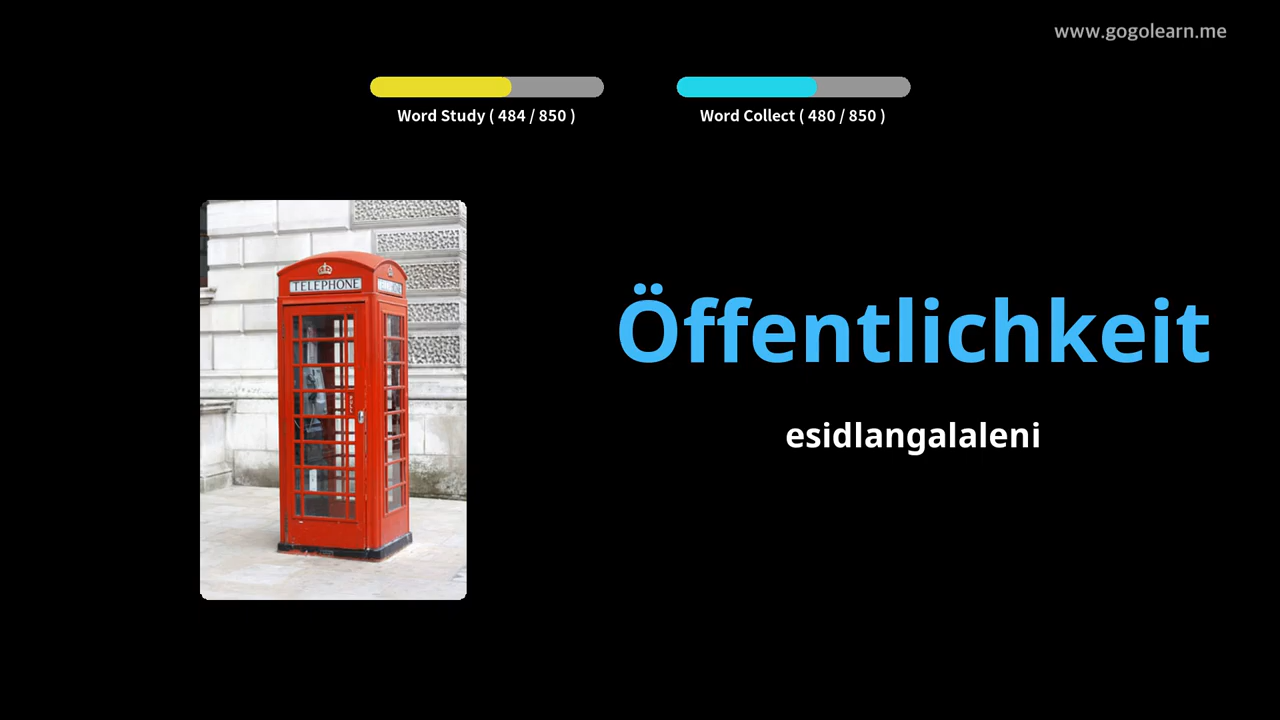 www.gogolearn.me
Word Study ( 484 / 850 )
Word Collect ( 480 / 850 )
TELEPHONE
Öffentlichkeit
esidlangalaleni